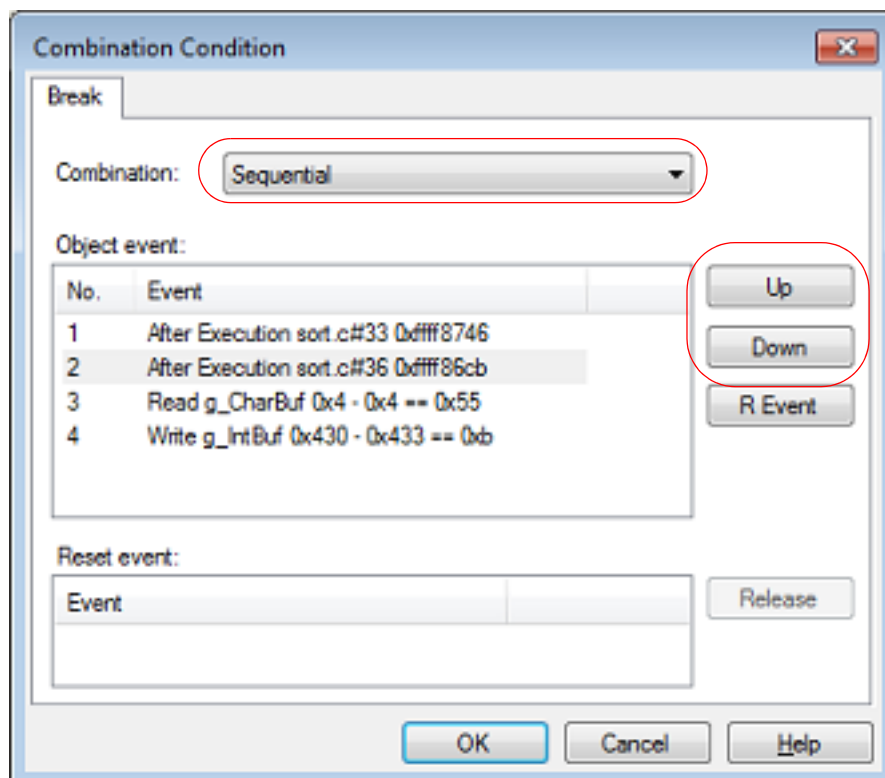 Combination Condition
Break
Combination: Sequential
Object event:
No. Event
1 After Execution sort.c#33 0xffff8746
2 After Execution sort.c#36 0xffff86cb
3 Read g_CharBuf 0x4 - 0x4 == 0x55
4 Write g_IntBuf 0x430 - 0x433 == 0xb
Up
Down
R Event
Reset event:
Event
Release
OK Cancel Help